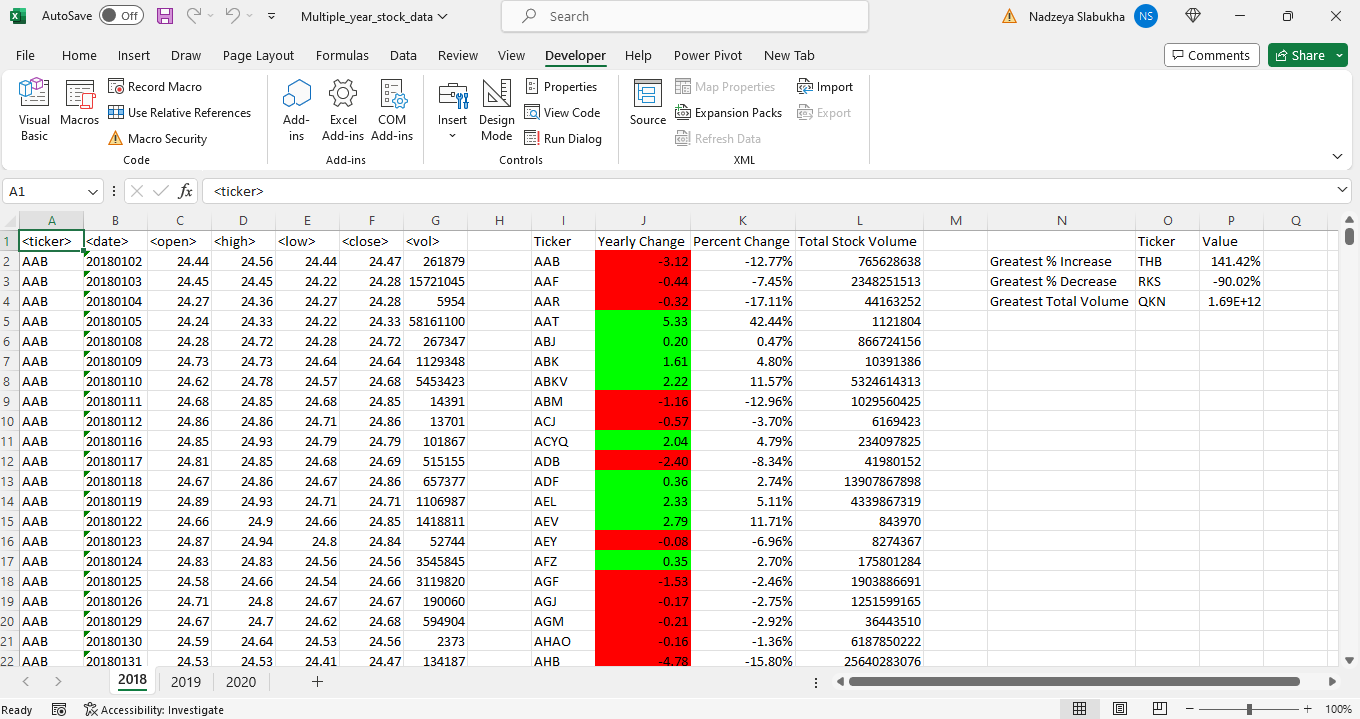 AutoSave Off Multiple_year_stock_data Search Nadzeya Slabukha NS
File Home Insert Draw Page Layout Formulas Data Review View Developer Help Power Pivot New Tab Comments Share
Visual Basic
Macros
Record Macro
Use Relative References
Macro Security
Code
Add-ins
Excel Add-ins
COM Add-ins
Add-ins
Insert
Design Mode
Properties
View Code
Run Dialog
Controls
Source
Map Properties
Expansion Packs
Refresh Data
Import
Export
XML
A1 fx <ticker>
A B C D E F G H I J K L M N O P Q
1 <ticker> <date> <open> <high> <low> <close> <vol> Ticker Yearly Change Percent Change Total Stock Volume Ticker Value
2 AAB 20180102 24.44 24.56 24.44 24.47 261879 AAB -3.12 -12.77% 765628638 Greatest % Increase THB 141.42%
3 AAB 20180103 24.45 24.45 24.22 24.28 15721045 AAF -0.44 -7.45% 2348251513 Greatest % Decrease RKS -90.02%
4 AAB 20180104 24.27 24.36 24.27 24.28 5954 AAR -0.32 -17.11% 44163252 Greatest Total Volume QKN 1.69E+12
5 AAB 20180105 24.24 24.33 24.22 24.33 58161100 AAT 5.33 42.44% 1121804
6 AAB 20180108 24.28 24.72 24.28 24.72 267347 ABJ 0.20 0.47% 866724156
7 AAB 20180109 24.73 24.73 24.64 24.64 1129348 ABK 1.61 4.80% 10391386
8 AAB 20180110 24.62 24.78 24.57 24.68 5453423 ABKV 2.22 11.57% 5324614313
9 AAB 20180111 24.68 24.85 24.68 24.85 14391 ABM -1.16 -12.96% 1029560425
10 AAB 20180112 24.86 24.86 24.71 24.86 13701 ACJ -0.57 -3.70% 6169423
11 AAB 20180116 24.85 24.93 24.79 24.79 101867 ACYQ 2.04 4.79% 234097825
12 AAB 20180117 24.81 24.85 24.68 24.69 515155 ADB -2.40 -8.34% 41980152
13 AAB 20180118 24.67 24.86 24.67 24.86 657377 ADF 0.36 2.74% 13907867898
14 AAB 20180119 24.89 24.93 24.71 24.71 1106987 AEL 2.33 5.11% 4339867319
15 AAB 20180122 24.66 24.9 24.66 24.85 1418811 AEV 2.79 11.71% 843970
16 AAB 20180123 24.87 24.94 24.8 24.84 52744 AEY -0.08 -6.96% 8274367
17 AAB 20180124 24.83 24.83 24.56 24.56 3545845 AFZ 0.35 2.70% 175801284
18 AAB 20180125 24.58 24.66 24.54 24.66 3119820 AGF -1.53 -2.46% 1903886691
19 AAB 20180126 24.71 24.8 24.67 24.67 190060 AGJ -0.17 -2.75% 1251599165
20 AAB 20180129 24.67 24.7 24.62 24.68 594904 AGM -0.21 -2.92% 36443510
21 AAB 20180130 24.59 24.64 24.53 24.56 2373 AHAO -0.16 -1.36% 6187850222
22 AAB 20180131 24.53 24.53 24.41 24.47 134187 AHB -4.78 -15.80% 25640283076
2018 2019 2020
Ready Accessibility: Investigate 100%